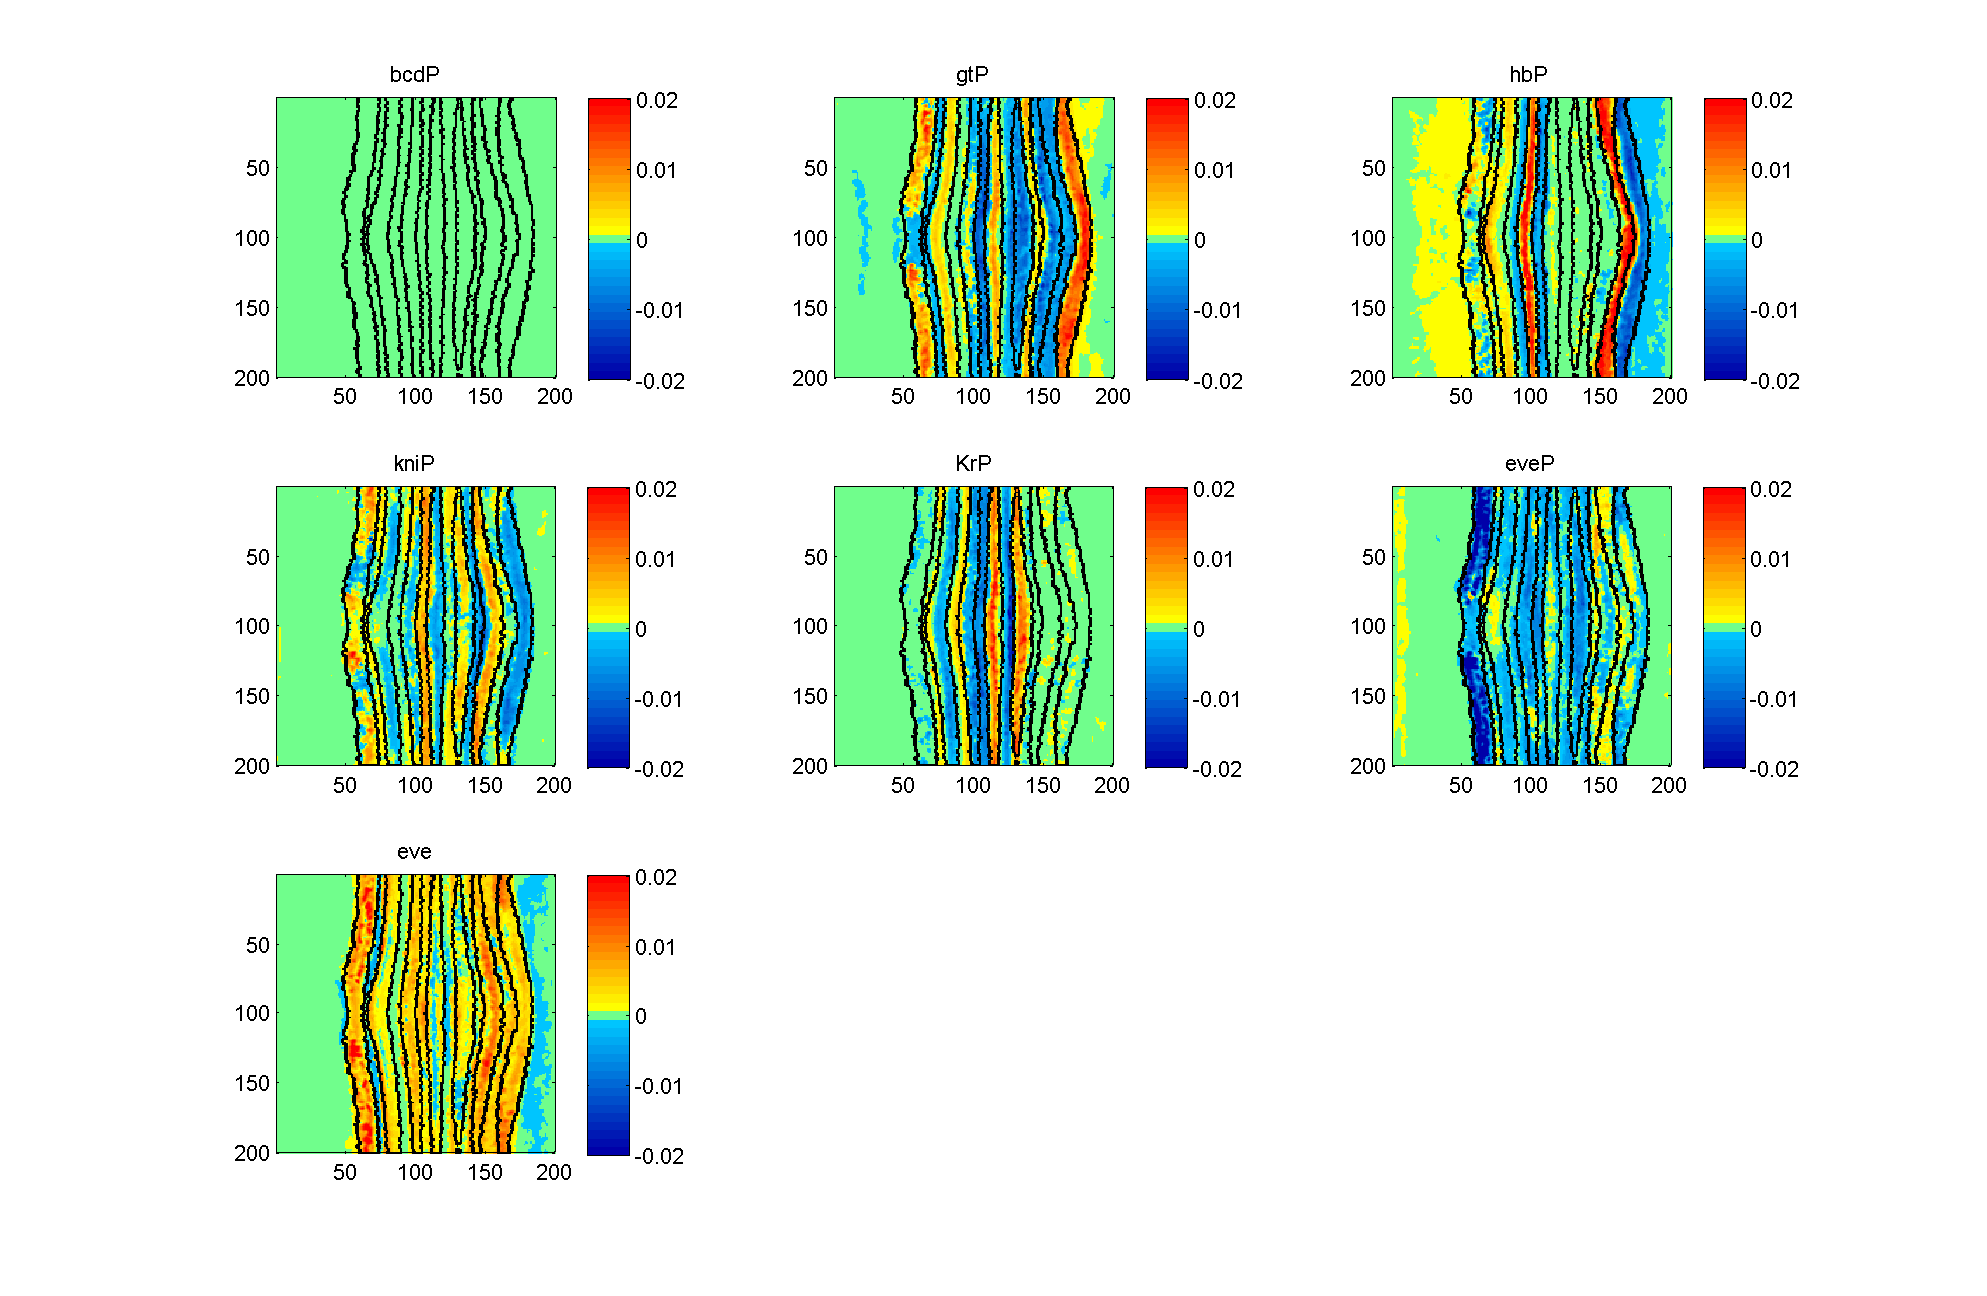 bcdP gtP hbP
0.02 0.02 0.02
50 0.01 50 0.01 50 0.01
100 0 100 0 100 0
150 -0.01 150 -0.01 150 -0.01
200 -0.02 200 -0.02 200 -0.02
50 100 150 200 50 100 150 200 50 100 150 200
kniP KrP eveP
0.02 0.02 0.02
50 0.01 50 0.01 50 0.01
100 0 100 0 100 0
150 -0.01 150 -0.01 150 -0.01
200 -0.02 200 -0.02 200 -0.02
50 100 150 200 50 100 150 200 50 100 150 200
eve
0.02
50 0.01
100 0
150 -0.01
200 -0.02
50 100 150 200